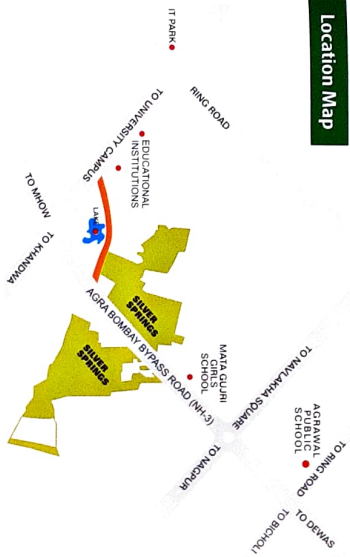 Location Map
IT PARK
RING ROAD
TO UNIVERSITY CAMPUS
EDUCATIONAL
INSTITUTIONS
TO MHOW
TO KHANDWA
LAKE
SILVER
SPRINGS
AGRA BOMBAY BYPASS ROAD (NH-3)
SILVER
SPRINGS
MATA GUJRI
GIRLS
SCHOOL
TO NAVLAKHA SQUARE
TO NAGPUR
AGRAWAL
PUBLIC
SCHOOL
TO RING ROAD
TO DEWAS
TO BICHOLI